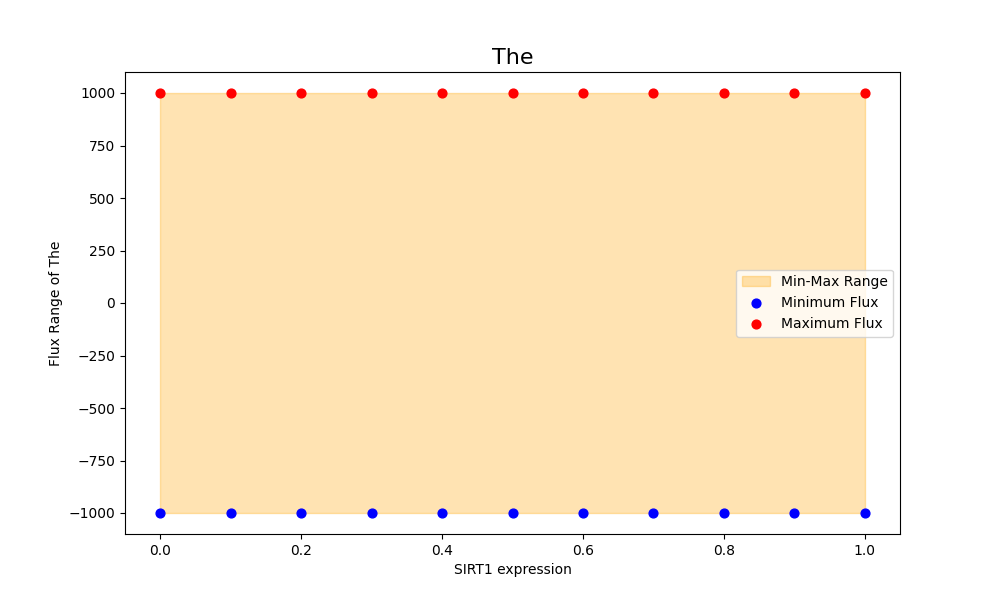 The
1000
750
500
250
0
−250
−500
−750
−1000
Flux Range of The
Min-Max Range
Minimum Flux
Maximum Flux
0.0 0.2 0.4 0.6 0.8 1.0
SIRT1 expression